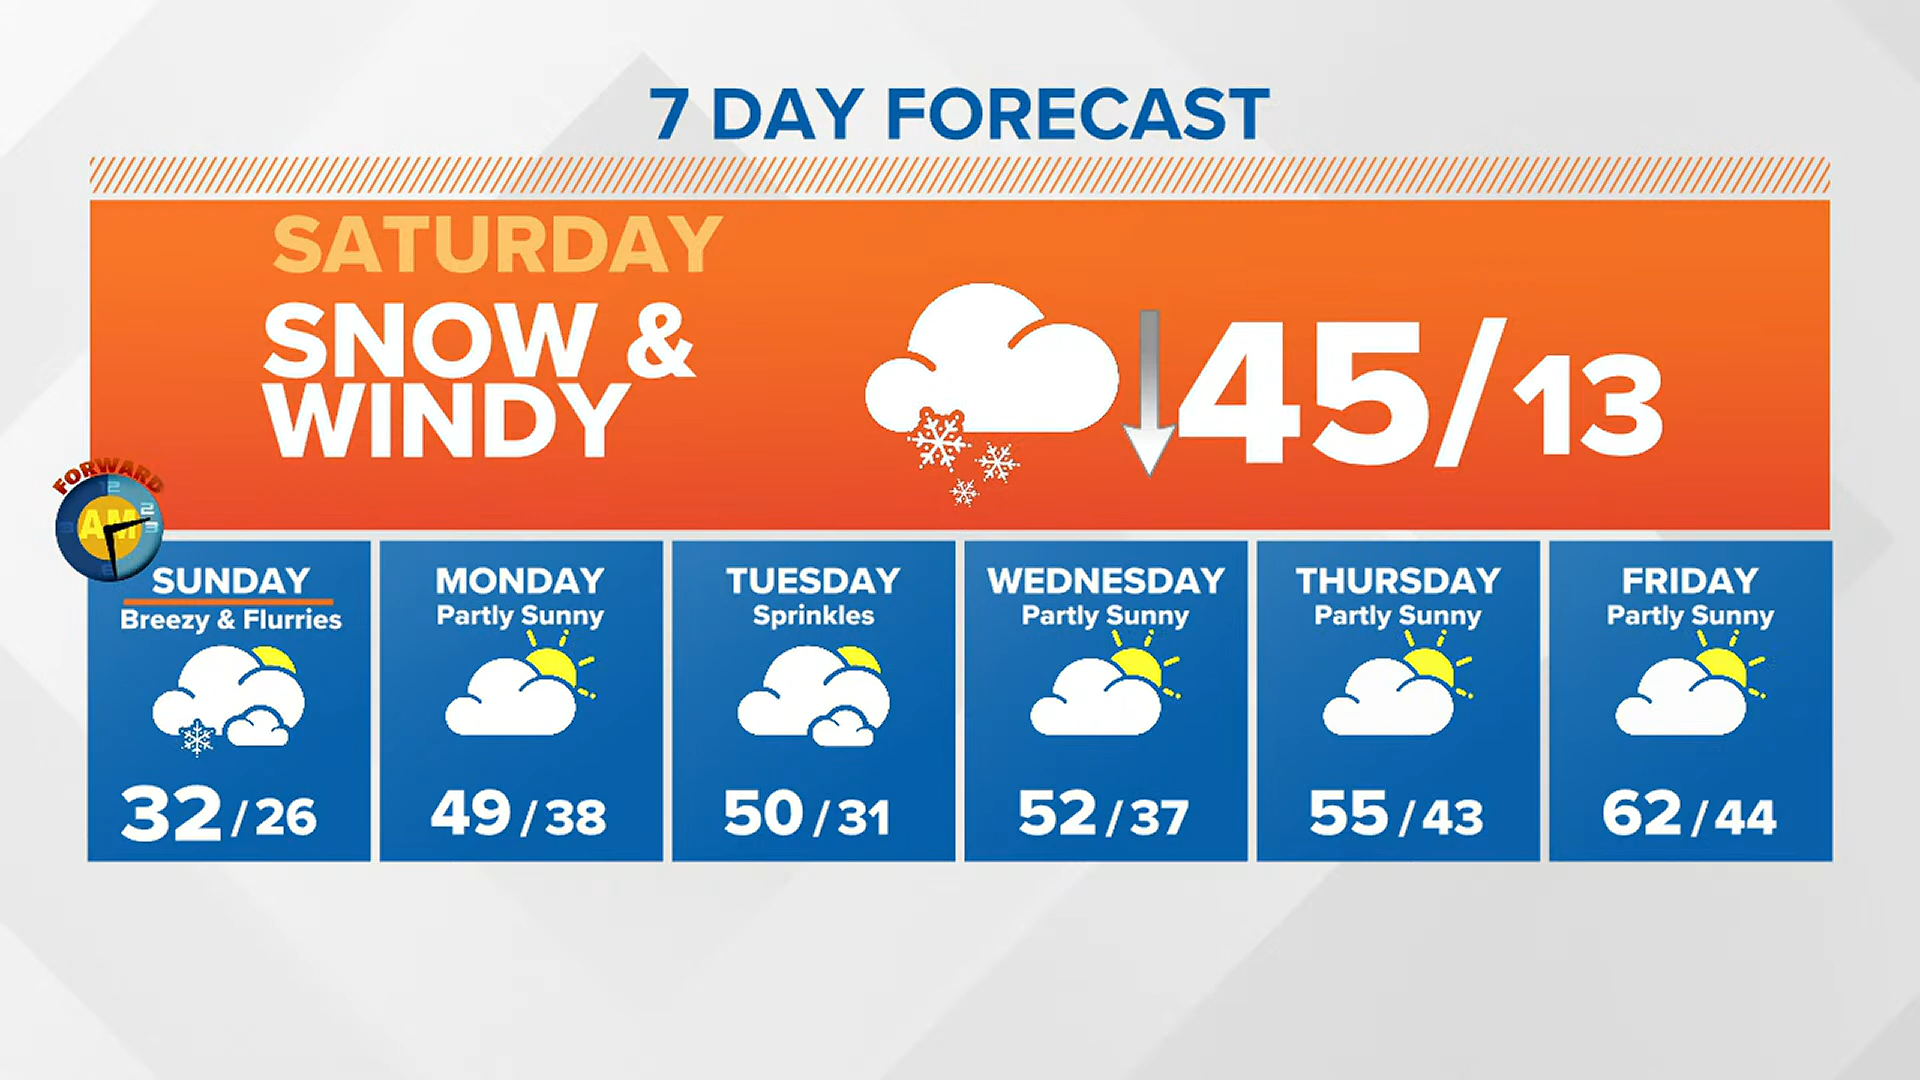 7 DAY FORECAST
SATURDAY
SNOW &
WINDY
45/13
FORWARD
12
AM
SUNDAY
Breezy & Flurries
32/26
MONDAY
Partly Sunny
49/38
TUESDAY
Sprinkles
50/31
WEDNESDAY
Partly Sunny
52/37
THURSDAY
Partly Sunny
55/43
FRIDAY
Partly Sunny
62/44